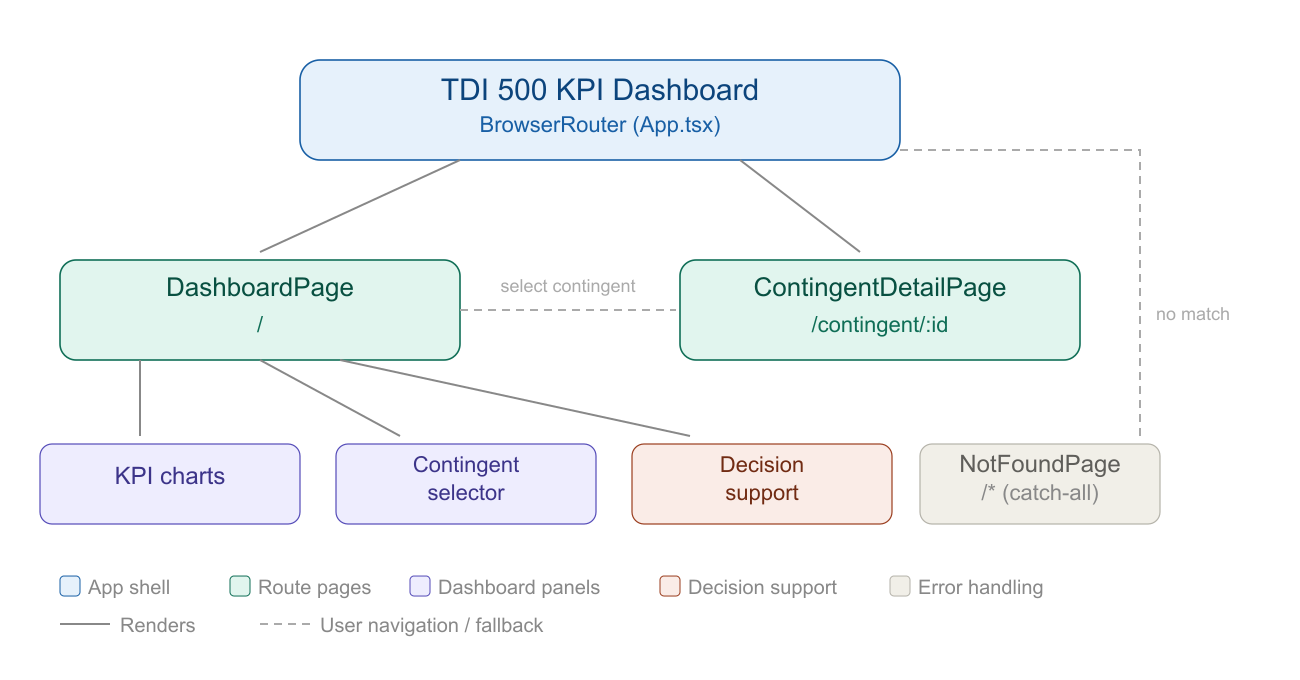 TDI 500 KPI Dashboard
BrowserRouter (App.tsx)
DashboardPage
/
select contingent
ContingentDetailPage
/contingent/:id
no match
KPI charts
Contingent
selector
Decision
support
NotFoundPage
/* (catch-all)
App shell
Route pages
Dashboard panels
Decision support
Error handling
Renders
User navigation / fallback